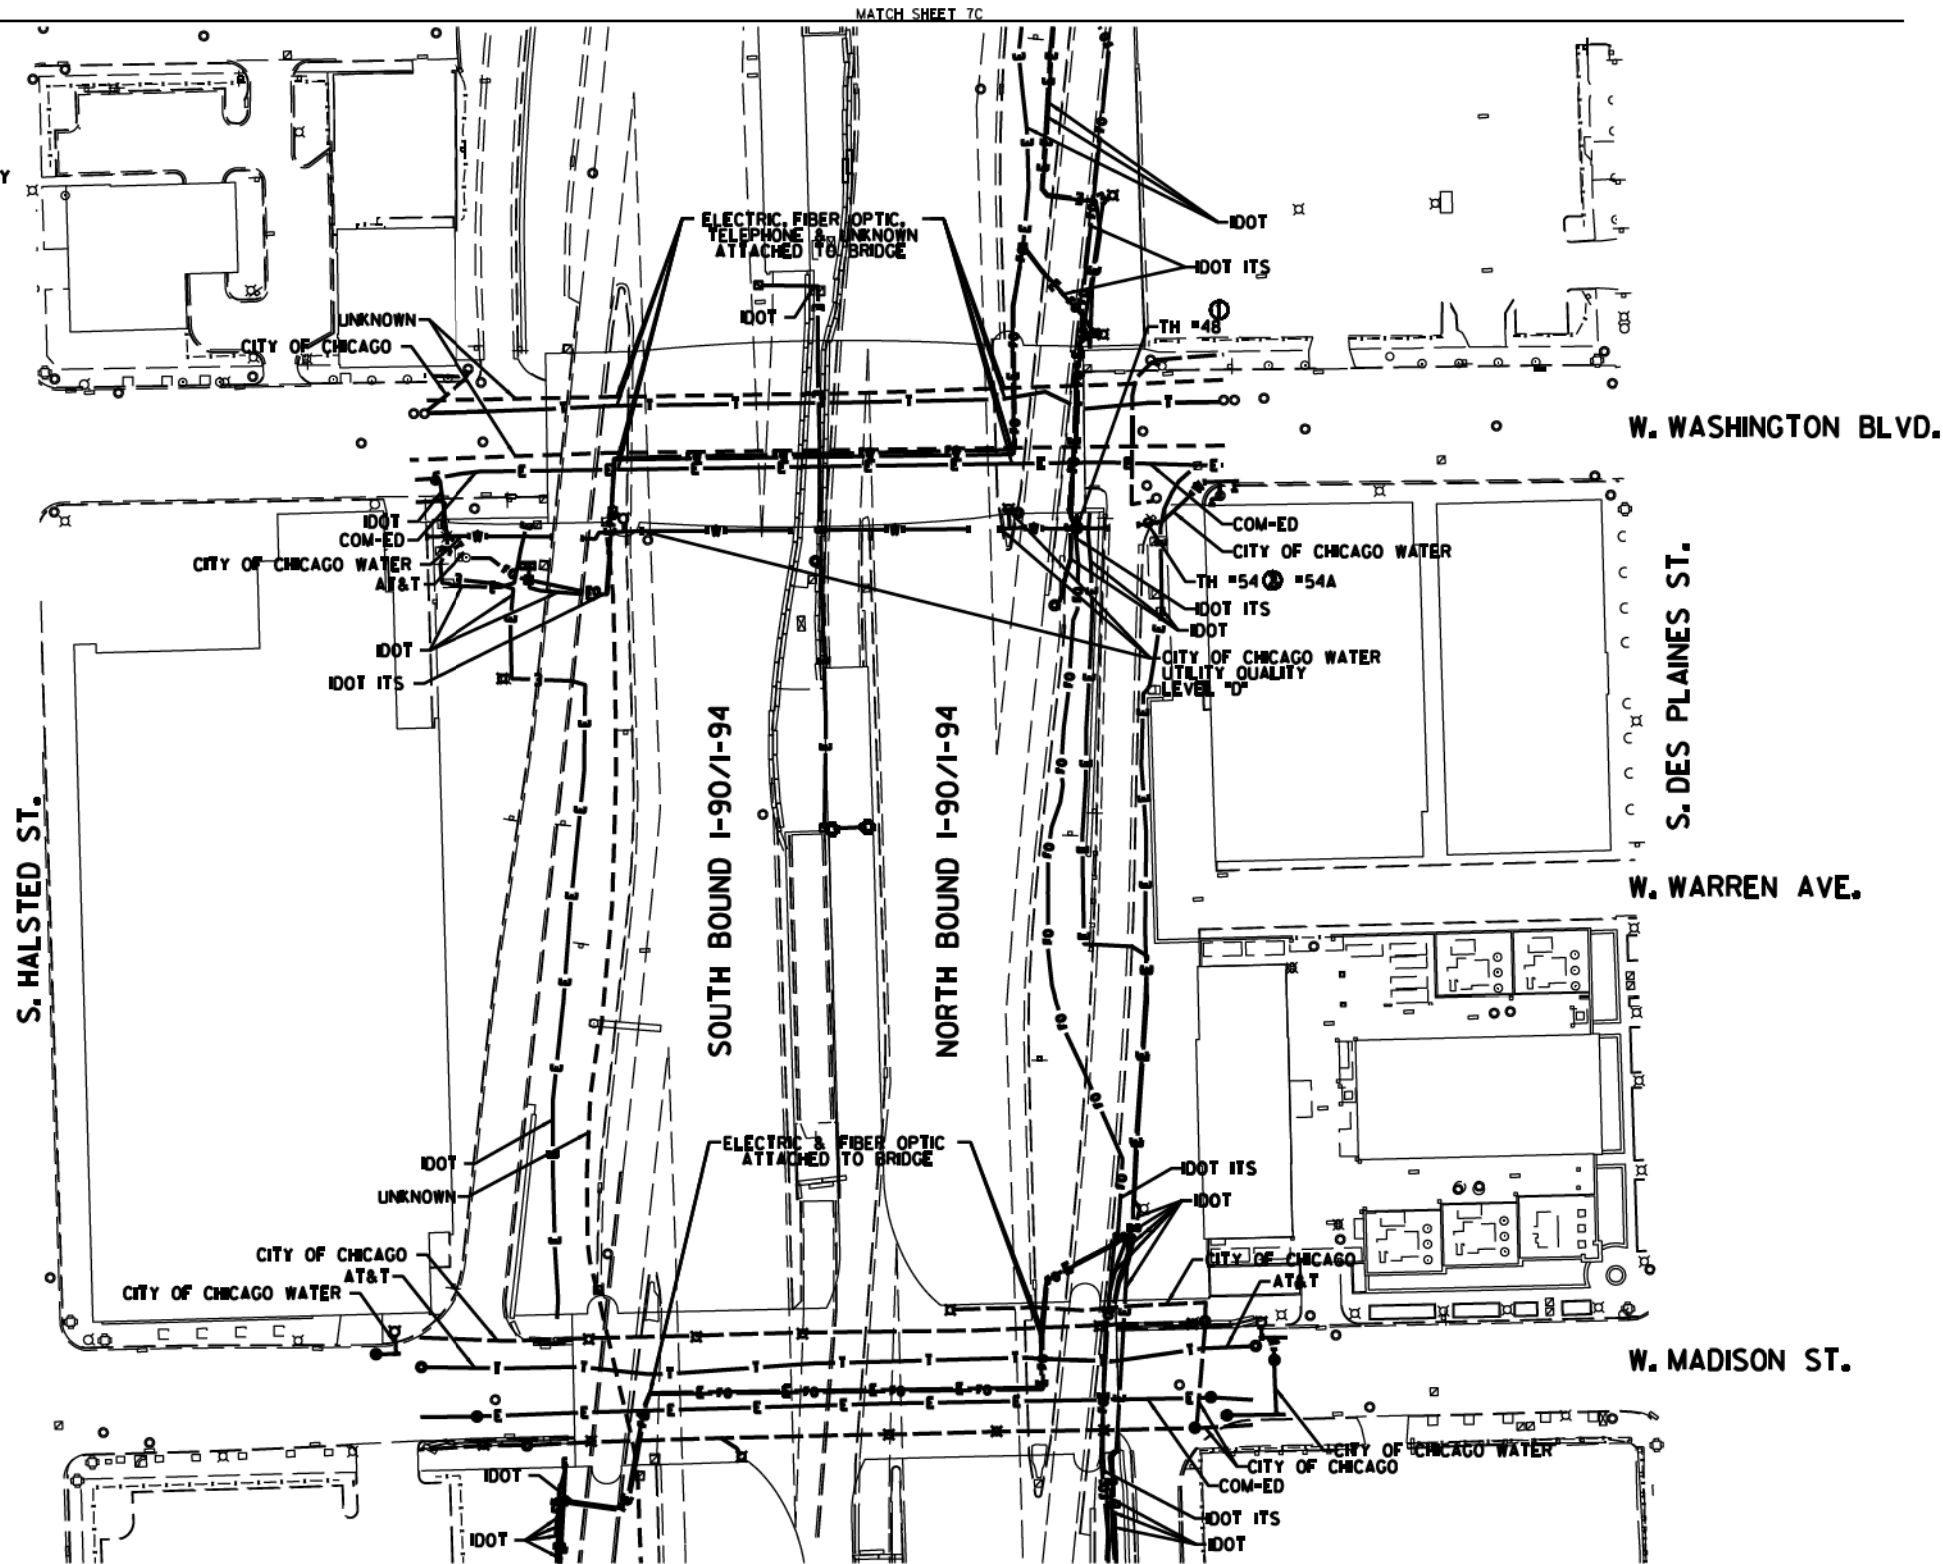 MATCH SHEET 7C
Y
IDOT
ELECTRIC, FIBER OPTIC,
TELEPHONE & UNKNOWN
ATTACHED TO BRIDGE
IDOT ITS
IDOT
1
TH #48
UNKNOWN
CITY OF CHICAGO
W. WASHINGTON BLVD.
IDOT
COM-ED
CITY OF CHICAGO WATER
AT&T
COM-ED
CITY OF CHICAGO WATER
TH #54 2 #54A
IDOT ITS
IDOT
IDOT
IDOT ITS
CITY OF CHICAGO WATER
UTILITY QUALITY
LEVEL "D"
S. HALSTED ST.
SOUTH BOUND I-90/I-94
NORTH BOUND I-90/I-94
S. DES PLAINES ST.
W. WARREN AVE.
ELECTRIC & FIBER OPTIC
ATTACHED TO BRIDGE
IDOT
UNKNOWN
IDOT ITS
IDOT
CITY OF CHICAGO
AT&T
CITY OF CHICAGO WATER
CITY OF CHICAGO
AT&T
W. MADISON ST.
CITY OF CHICAGO WATER
CITY OF CHICAGO
COM-ED
IDOT
IDOT ITS
IDOT
IDOT